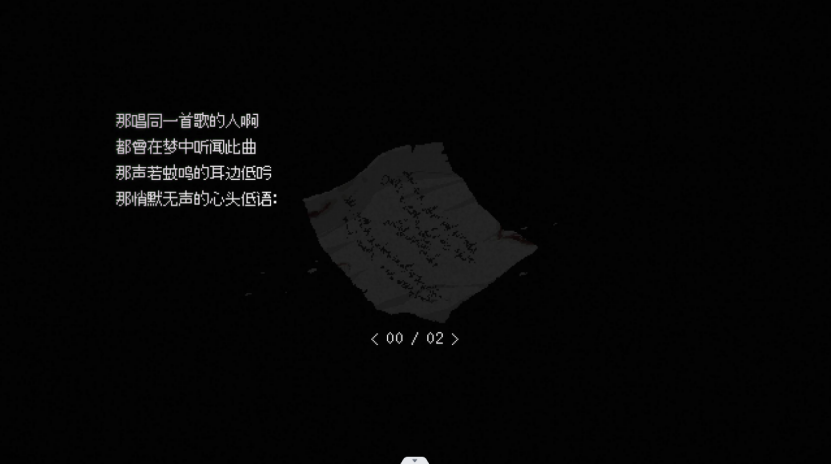 那唱同一首歌的人啊
都曾在梦中听闻此曲
那声若蚊鸣的耳边低吟
那悄默无声的心头低语:
< 00 / 02 >